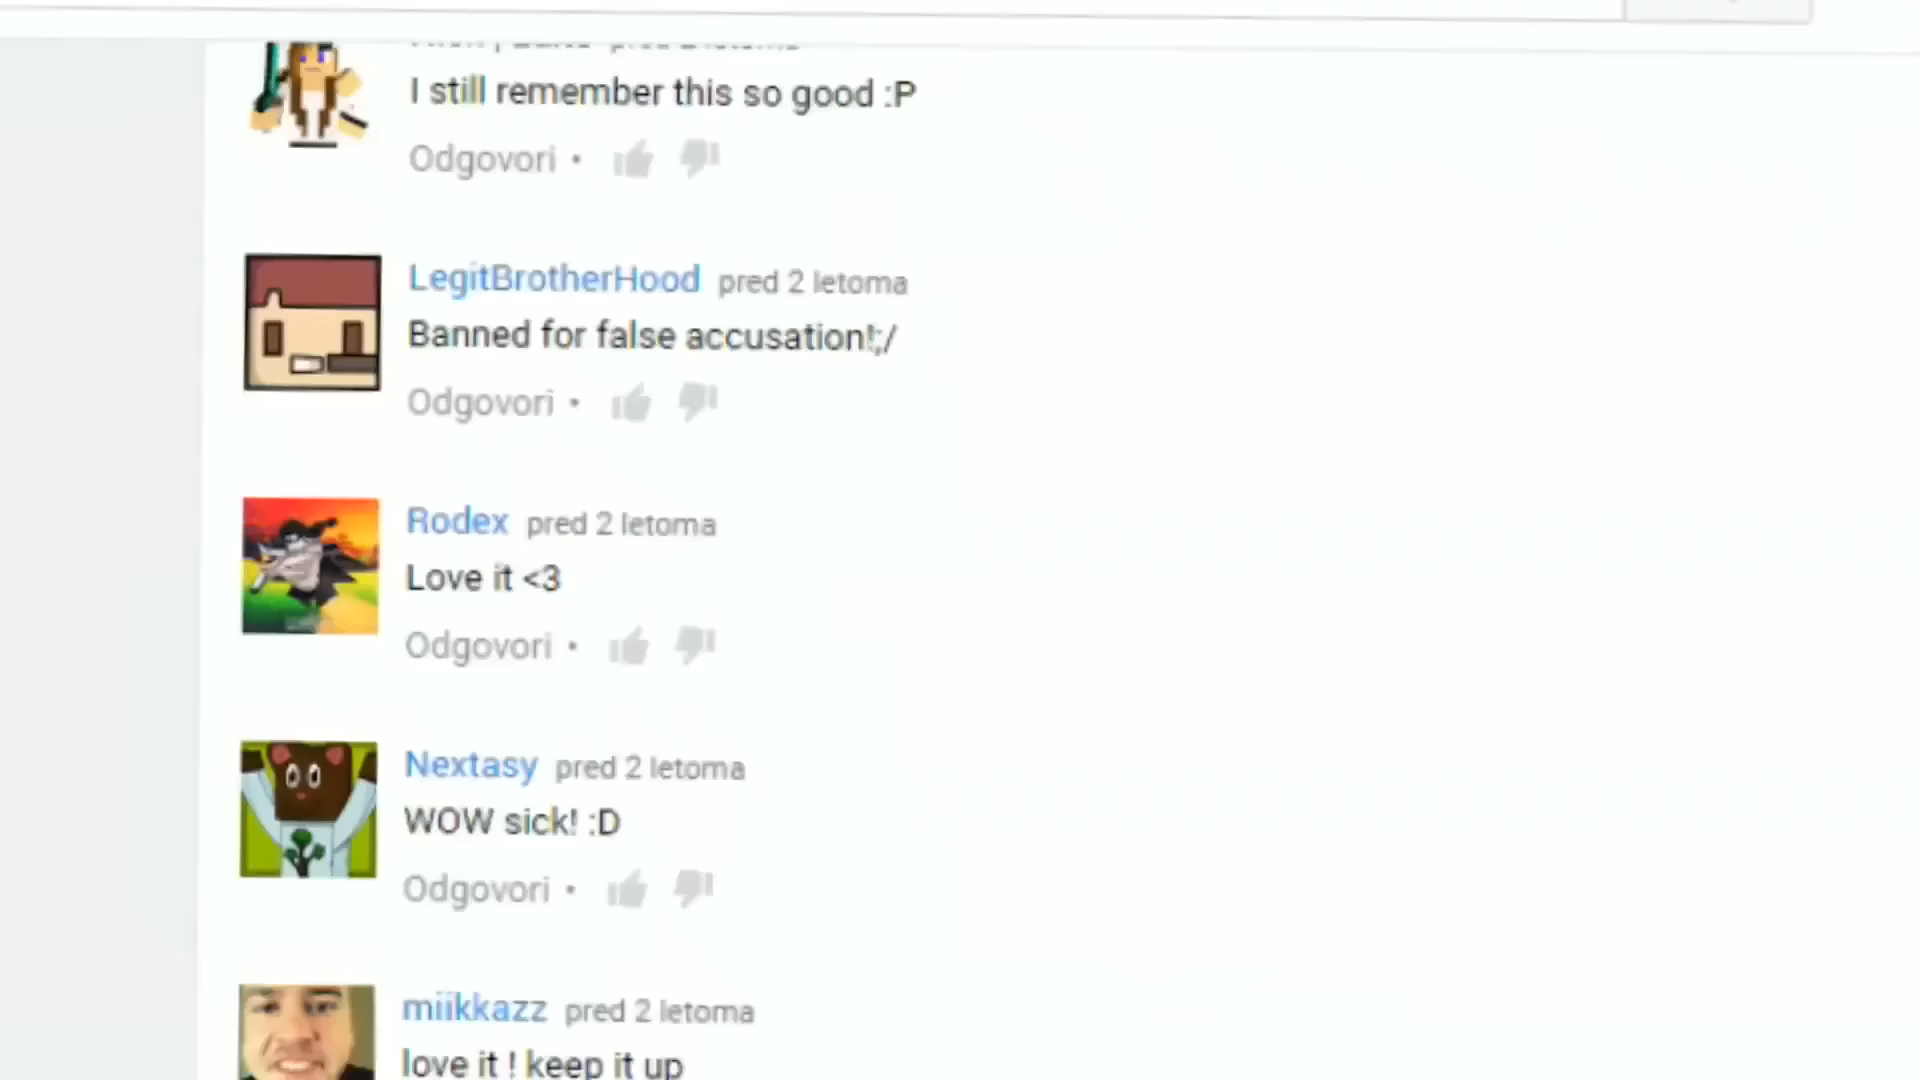 I still remember this so good :P
Odgovori •
LegitBrotherHood pred 2 letoma
Banned for false accusation!;/
Odgovori •
Rodex pred 2 letoma
Love it <3
Odgovori •
Nextasy pred 2 letoma
WOW sick! :D
Odgovori •
miikkazz pred 2 letoma
love it ! keep it up